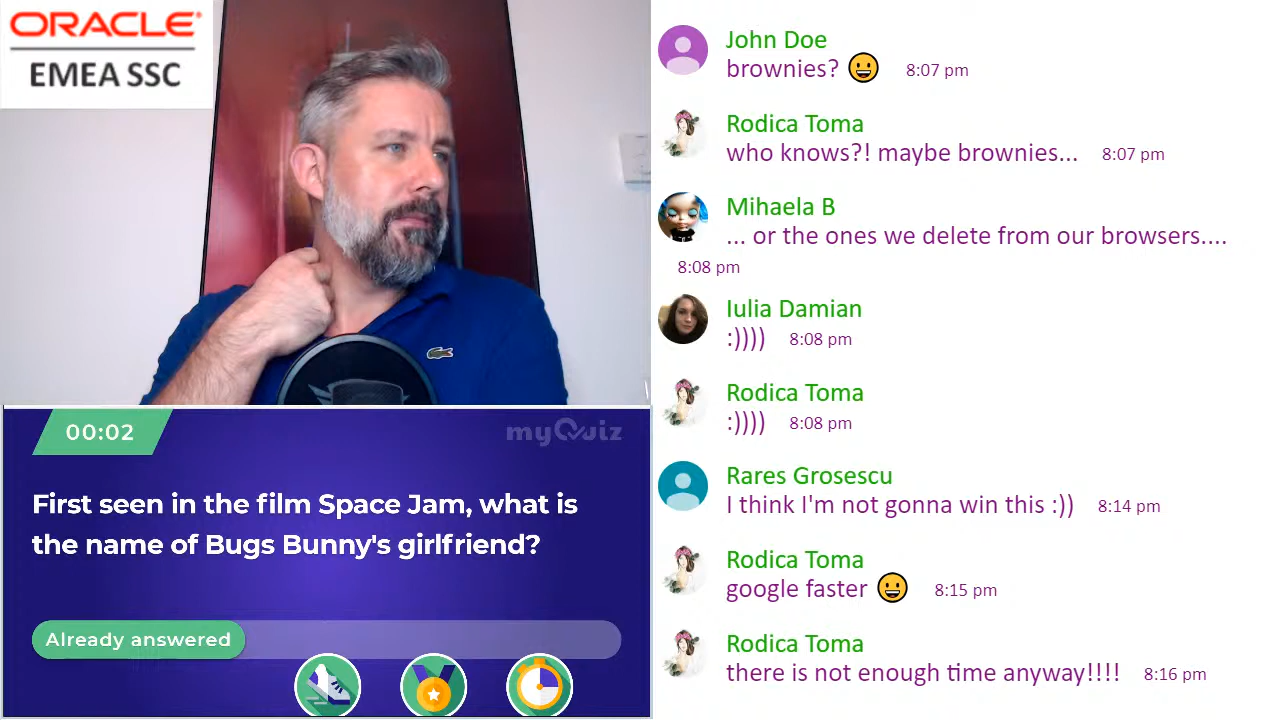 ORACLE
EMEA SSC
00:02
myQuiz
First seen in the film Space Jam, what is
the name of Bugs Bunny's girlfriend?
Already answered
John Doe
brownies? 😀 8:07 pm
Rodica Toma
who knows?! maybe brownies... 8:07 pm
Mihaela B
... or the ones we delete from our browsers....
8:08 pm
Iulia Damian
:)))) 8:08 pm
Rodica Toma
:)))) 8:08 pm
Rares Grosescu
I think I'm not gonna win this :)) 8:14 pm
Rodica Toma
google faster 😀 8:15 pm
Rodica Toma
there is not enough time anyway!!!! 8:16 pm